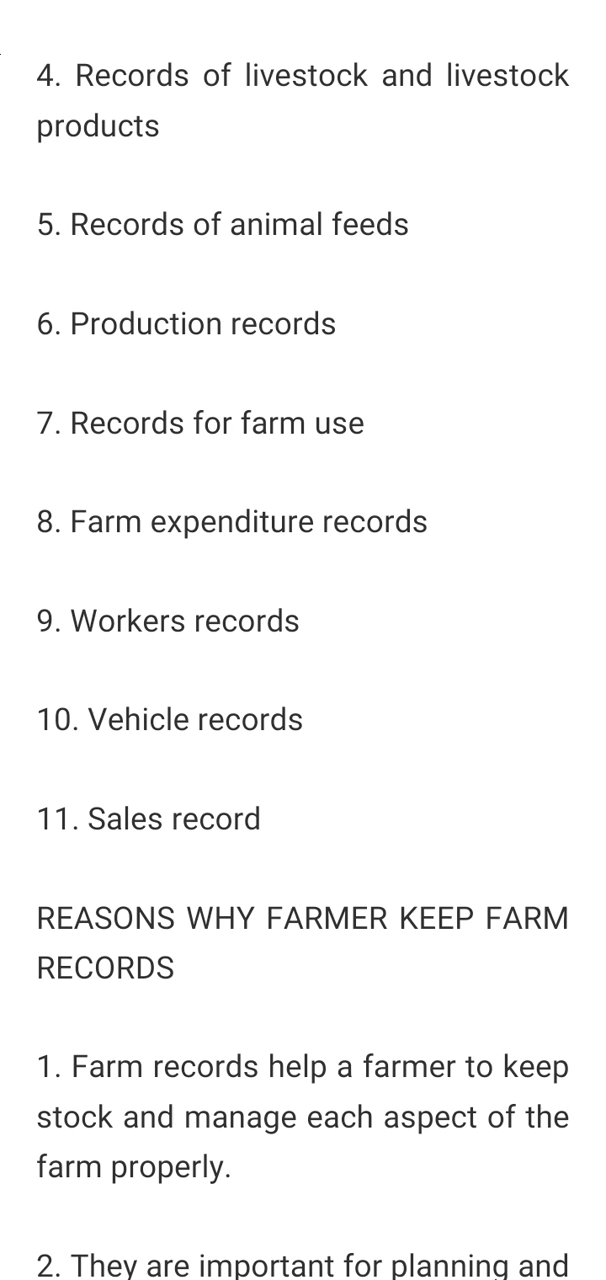 4. Records of livestock and livestock
products
5. Records of animal feeds
6. Production records
7. Records for farm use
8. Farm expenditure records
9. Workers records
10. Vehicle records
11. Sales record
REASONS WHY FARMER KEEP FARM
RECORDS
1. Farm records help a farmer to keep
stock and manage each aspect of the
farm properly.
2. They are important for planning and